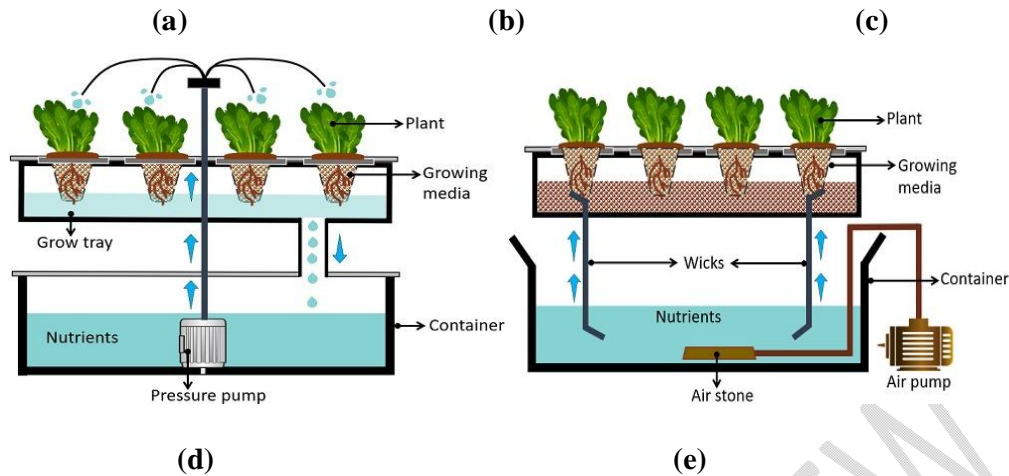 (a) (b) (c)
Plant
Growing
media
Grow tray
Nutrients
Container
Pressure pump
Plant
Growing
media
Wicks
Container
Nutrients
Air stone
Air pump
(d) (e)